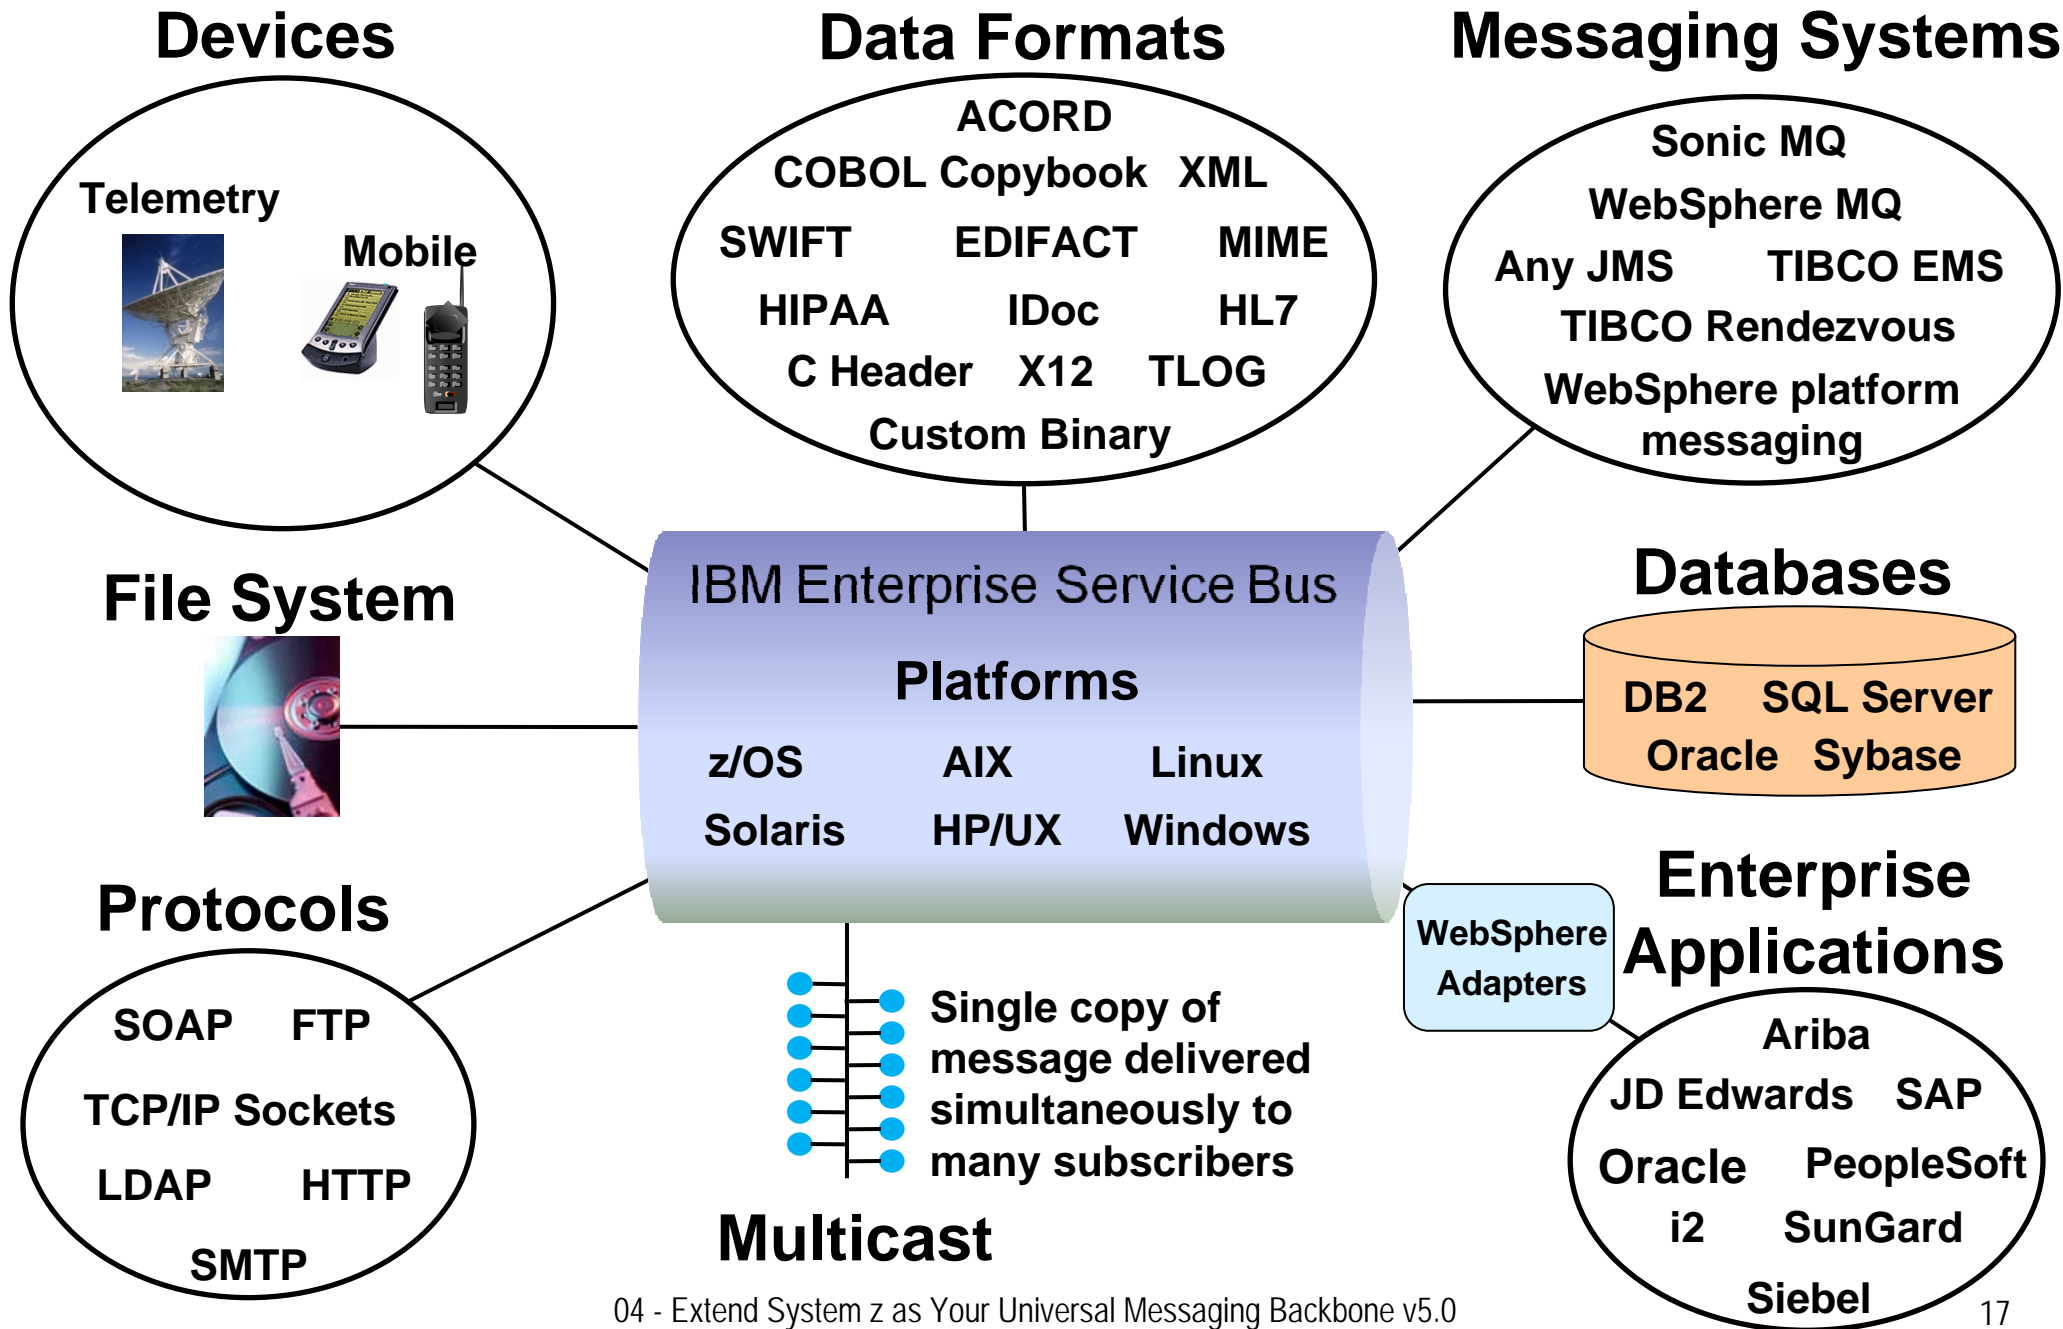 Devices
Telemetry
Mobile
Data Formats
ACORD
COBOL Copybook XML
SWIFT EDIFACT MIME
HIPAA IDoc HL7
C Header X12 TLOG
Custom Binary
Messaging Systems
Sonic MQ
WebSphere MQ
Any JMS TIBCO EMS
TIBCO Rendezvous
WebSphere platform
messaging
File System
IBM Enterprise Service Bus
Platforms
z/OS AIX Linux
Solaris HP/UX Windows
Databases
DB2 SQL Server
Oracle Sybase
Protocols
SOAP FTP
TCP/IP Sockets
LDAP HTTP
SMTP
Single copy of
message delivered
simultaneously to
many subscribers
Multicast
WebSphere
Adapters
Enterprise
Applications
Ariba
JD Edwards SAP
Oracle PeopleSoft
i2 SunGard
Siebel
04 - Extend System z as Your Universal Messaging Backbone v5.0
17